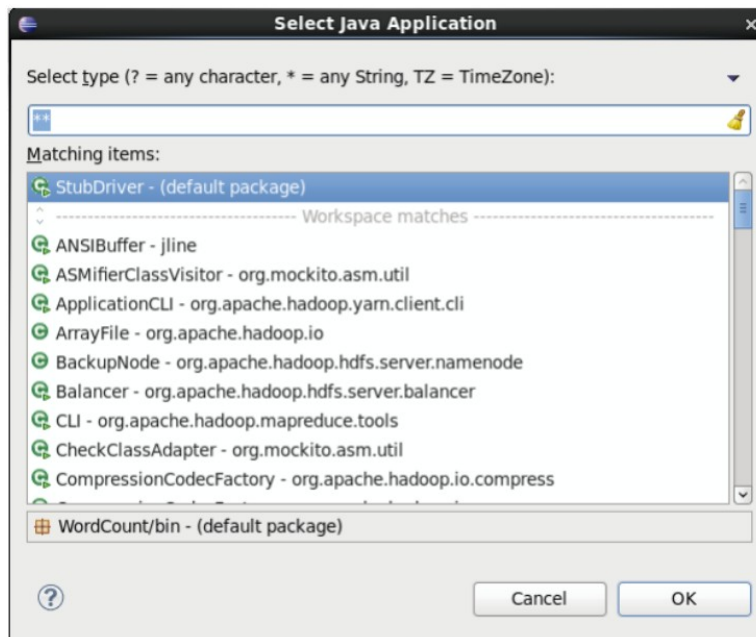 Select Java Application
Select type (? = any character, * = any String, TZ = TimeZone):
**
Matching items:
StubDriver - (default package)
Workspace matches
ANSIBuffer - jline
ASMifierClassVisitor - org.mockito.asm.util
ApplicationCLI - org.apache.hadoop.yarn.client.cli
ArrayFile - org.apache.hadoop.io
BackupNode - org.apache.hadoop.hdfs.server.namenode
Balancer - org.apache.hadoop.hdfs.server.balancer
CLI - org.apache.hadoop.mapreduce.tools
CheckClassAdapter - org.mockito.asm.util
CompressionCodecFactory - org.apache.hadoop.io.compress
WordCount/bin - (default package)
Cancel OK